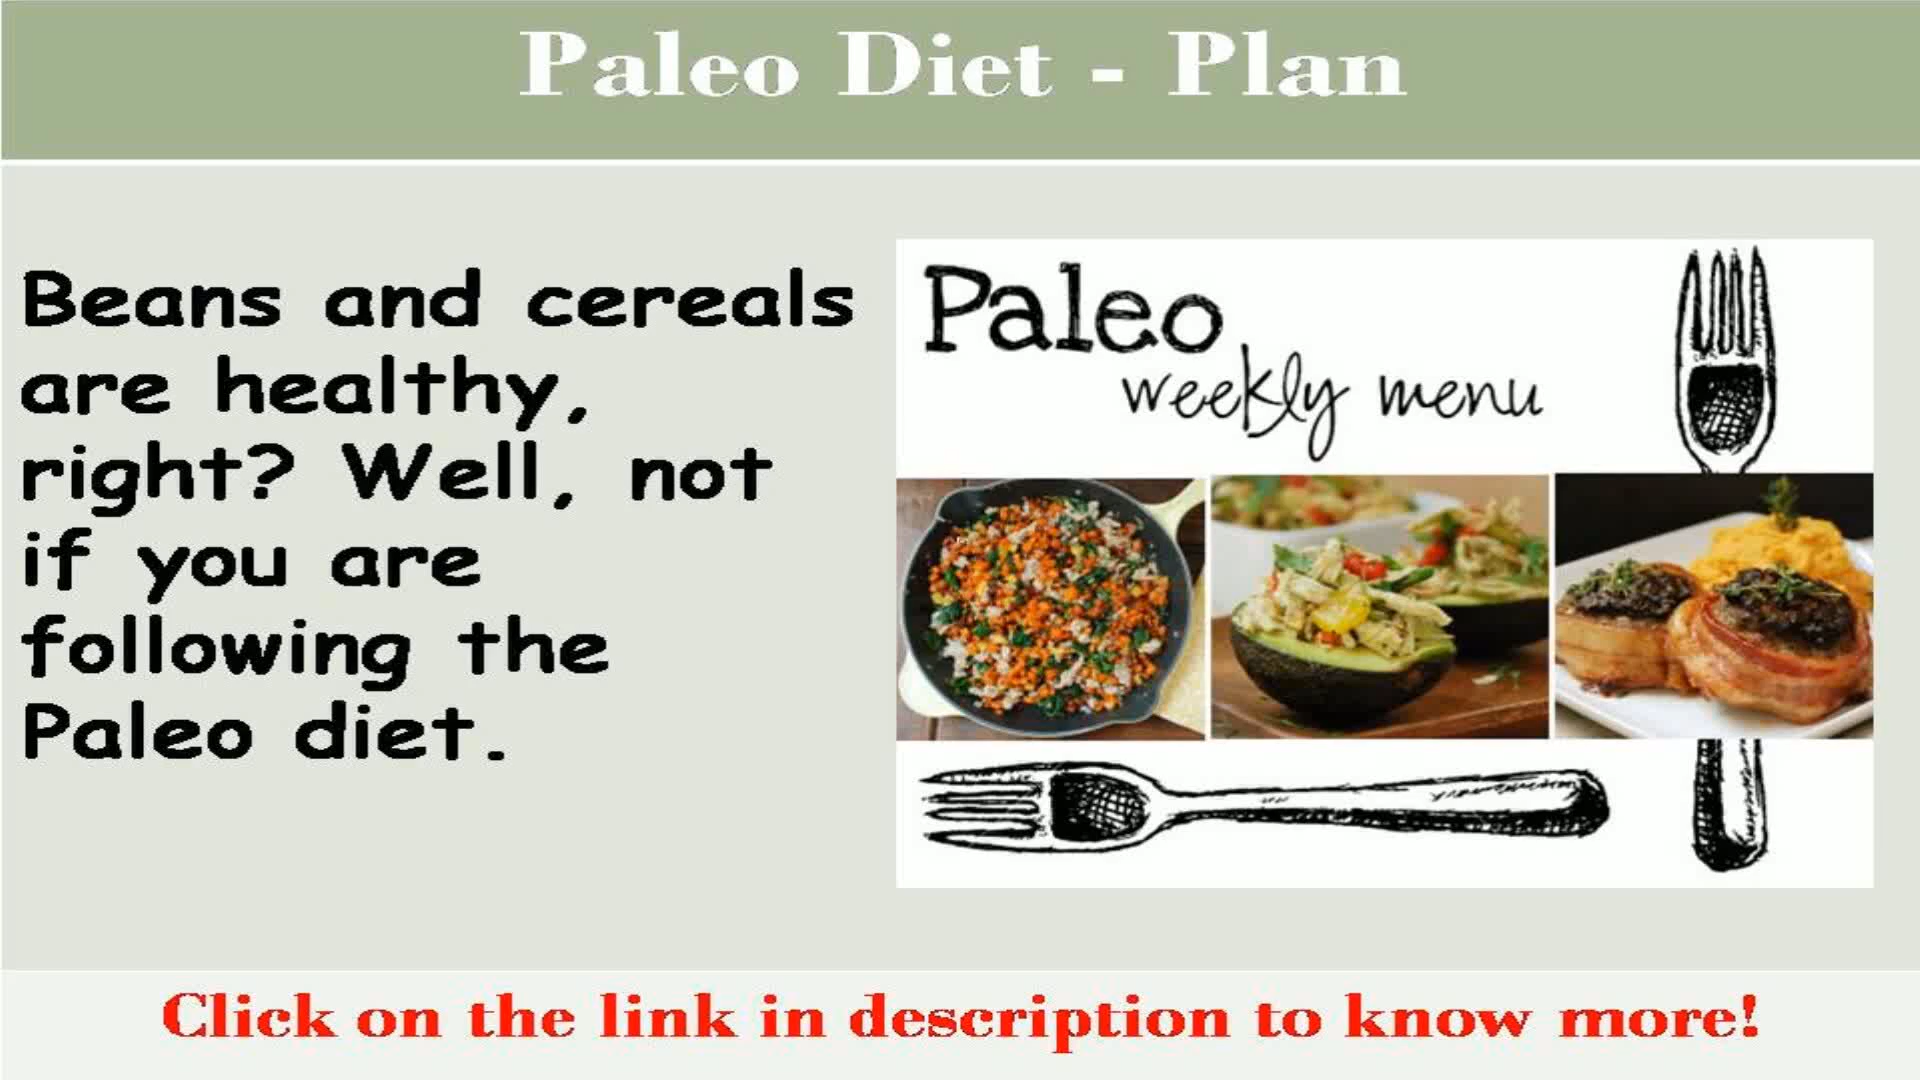 Paleo Diet - Plan
Beans and cereals
are healthy,
right? Well, not
if you are
following the
Paleo diet.
Paleo
weekly menu
Click on the link in description to know more!